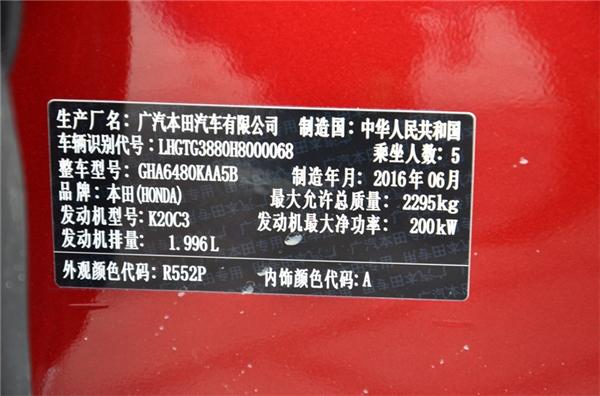 生产厂名: 广汽本田汽车有限公司 制造国: 中华人民共和国
车辆识别代号: LHGTG3880H8000068 乘坐人数: 5
整车型号: GHA6480KAA5B 制造年月: 2016年06月
品牌: 本田(HONDA) 最大允许总质量: 2295kg
发动机型号: K20C3 发动机最大净功率: 200kW
发动机排量: 1.996L
外观颜色代码: R552P 内饰颜色代码: A